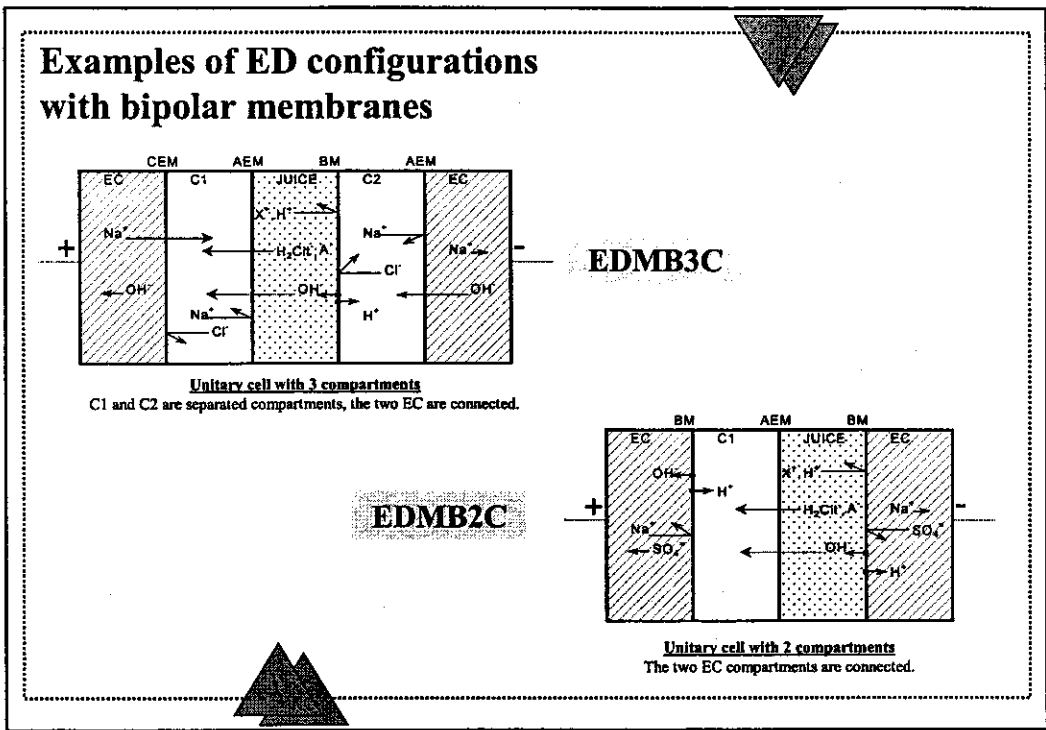 Examples of ED configurations
with bipolar membranes
CEM AEM BM AEM
EC C1 JUICE C2 EC
X⁺, H⁺
Na⁺ Na⁺
+ H₂Cit⁻, A⁻ Na⁺ -
Cl⁻
OH⁻ OH⁻ OH⁻
Na⁺ H⁺
Cl⁻
EDMB3C
Unitary cell with 3 compartments
C1 and C2 are separated compartments, the two EC are connected.
EDMB2C
BM AEM BM
EC C1 JUICE EC
OH⁻ X⁺, H⁺
H⁺
+ H₂Cit⁻, A⁻ Na⁺ -
Na⁺ SO₄⁼
SO₄⁼ OH⁻
H⁺
Unitary cell with 2 compartments
The two EC compartments are connected.